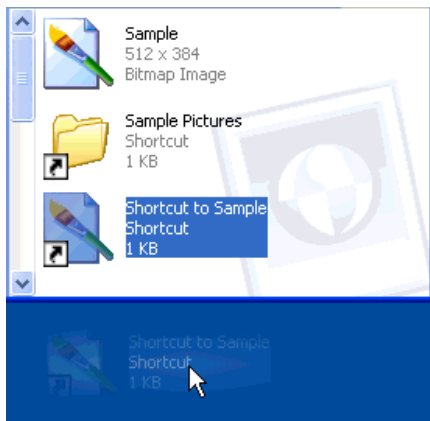 Sample
512 x 384
Bitmap Image
Sample Pictures
Shortcut
1 KB
Shortcut to Sample
Shortcut
1 KB
Shortcut to Sample
Shortcut
1 KB